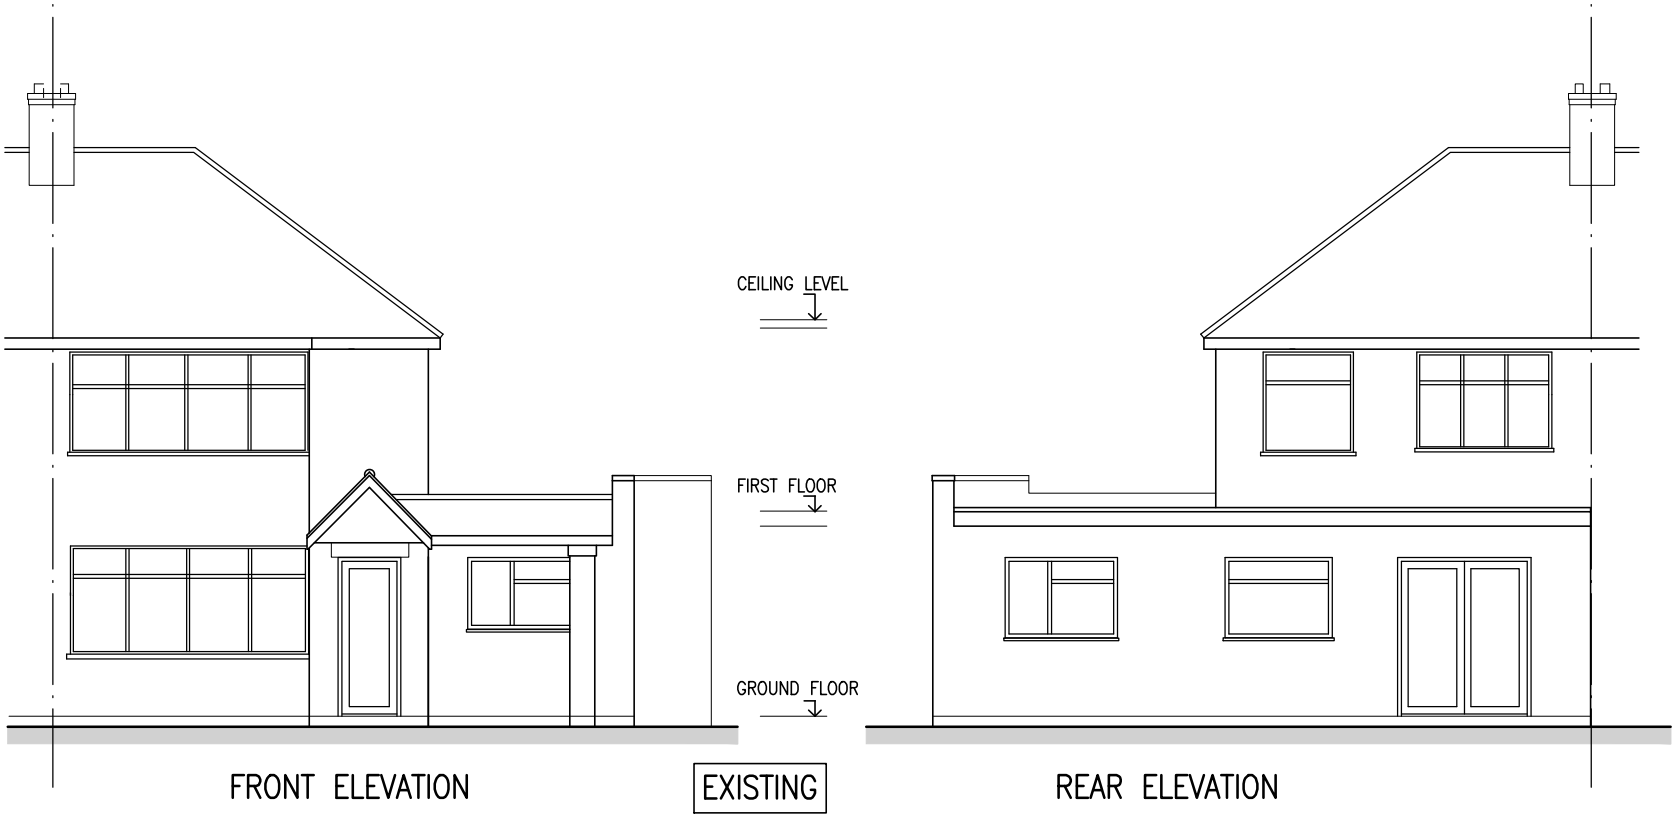 CEILING LEVEL
FIRST FLOOR
GROUND FLOOR
FRONT ELEVATION
EXISTING
REAR ELEVATION